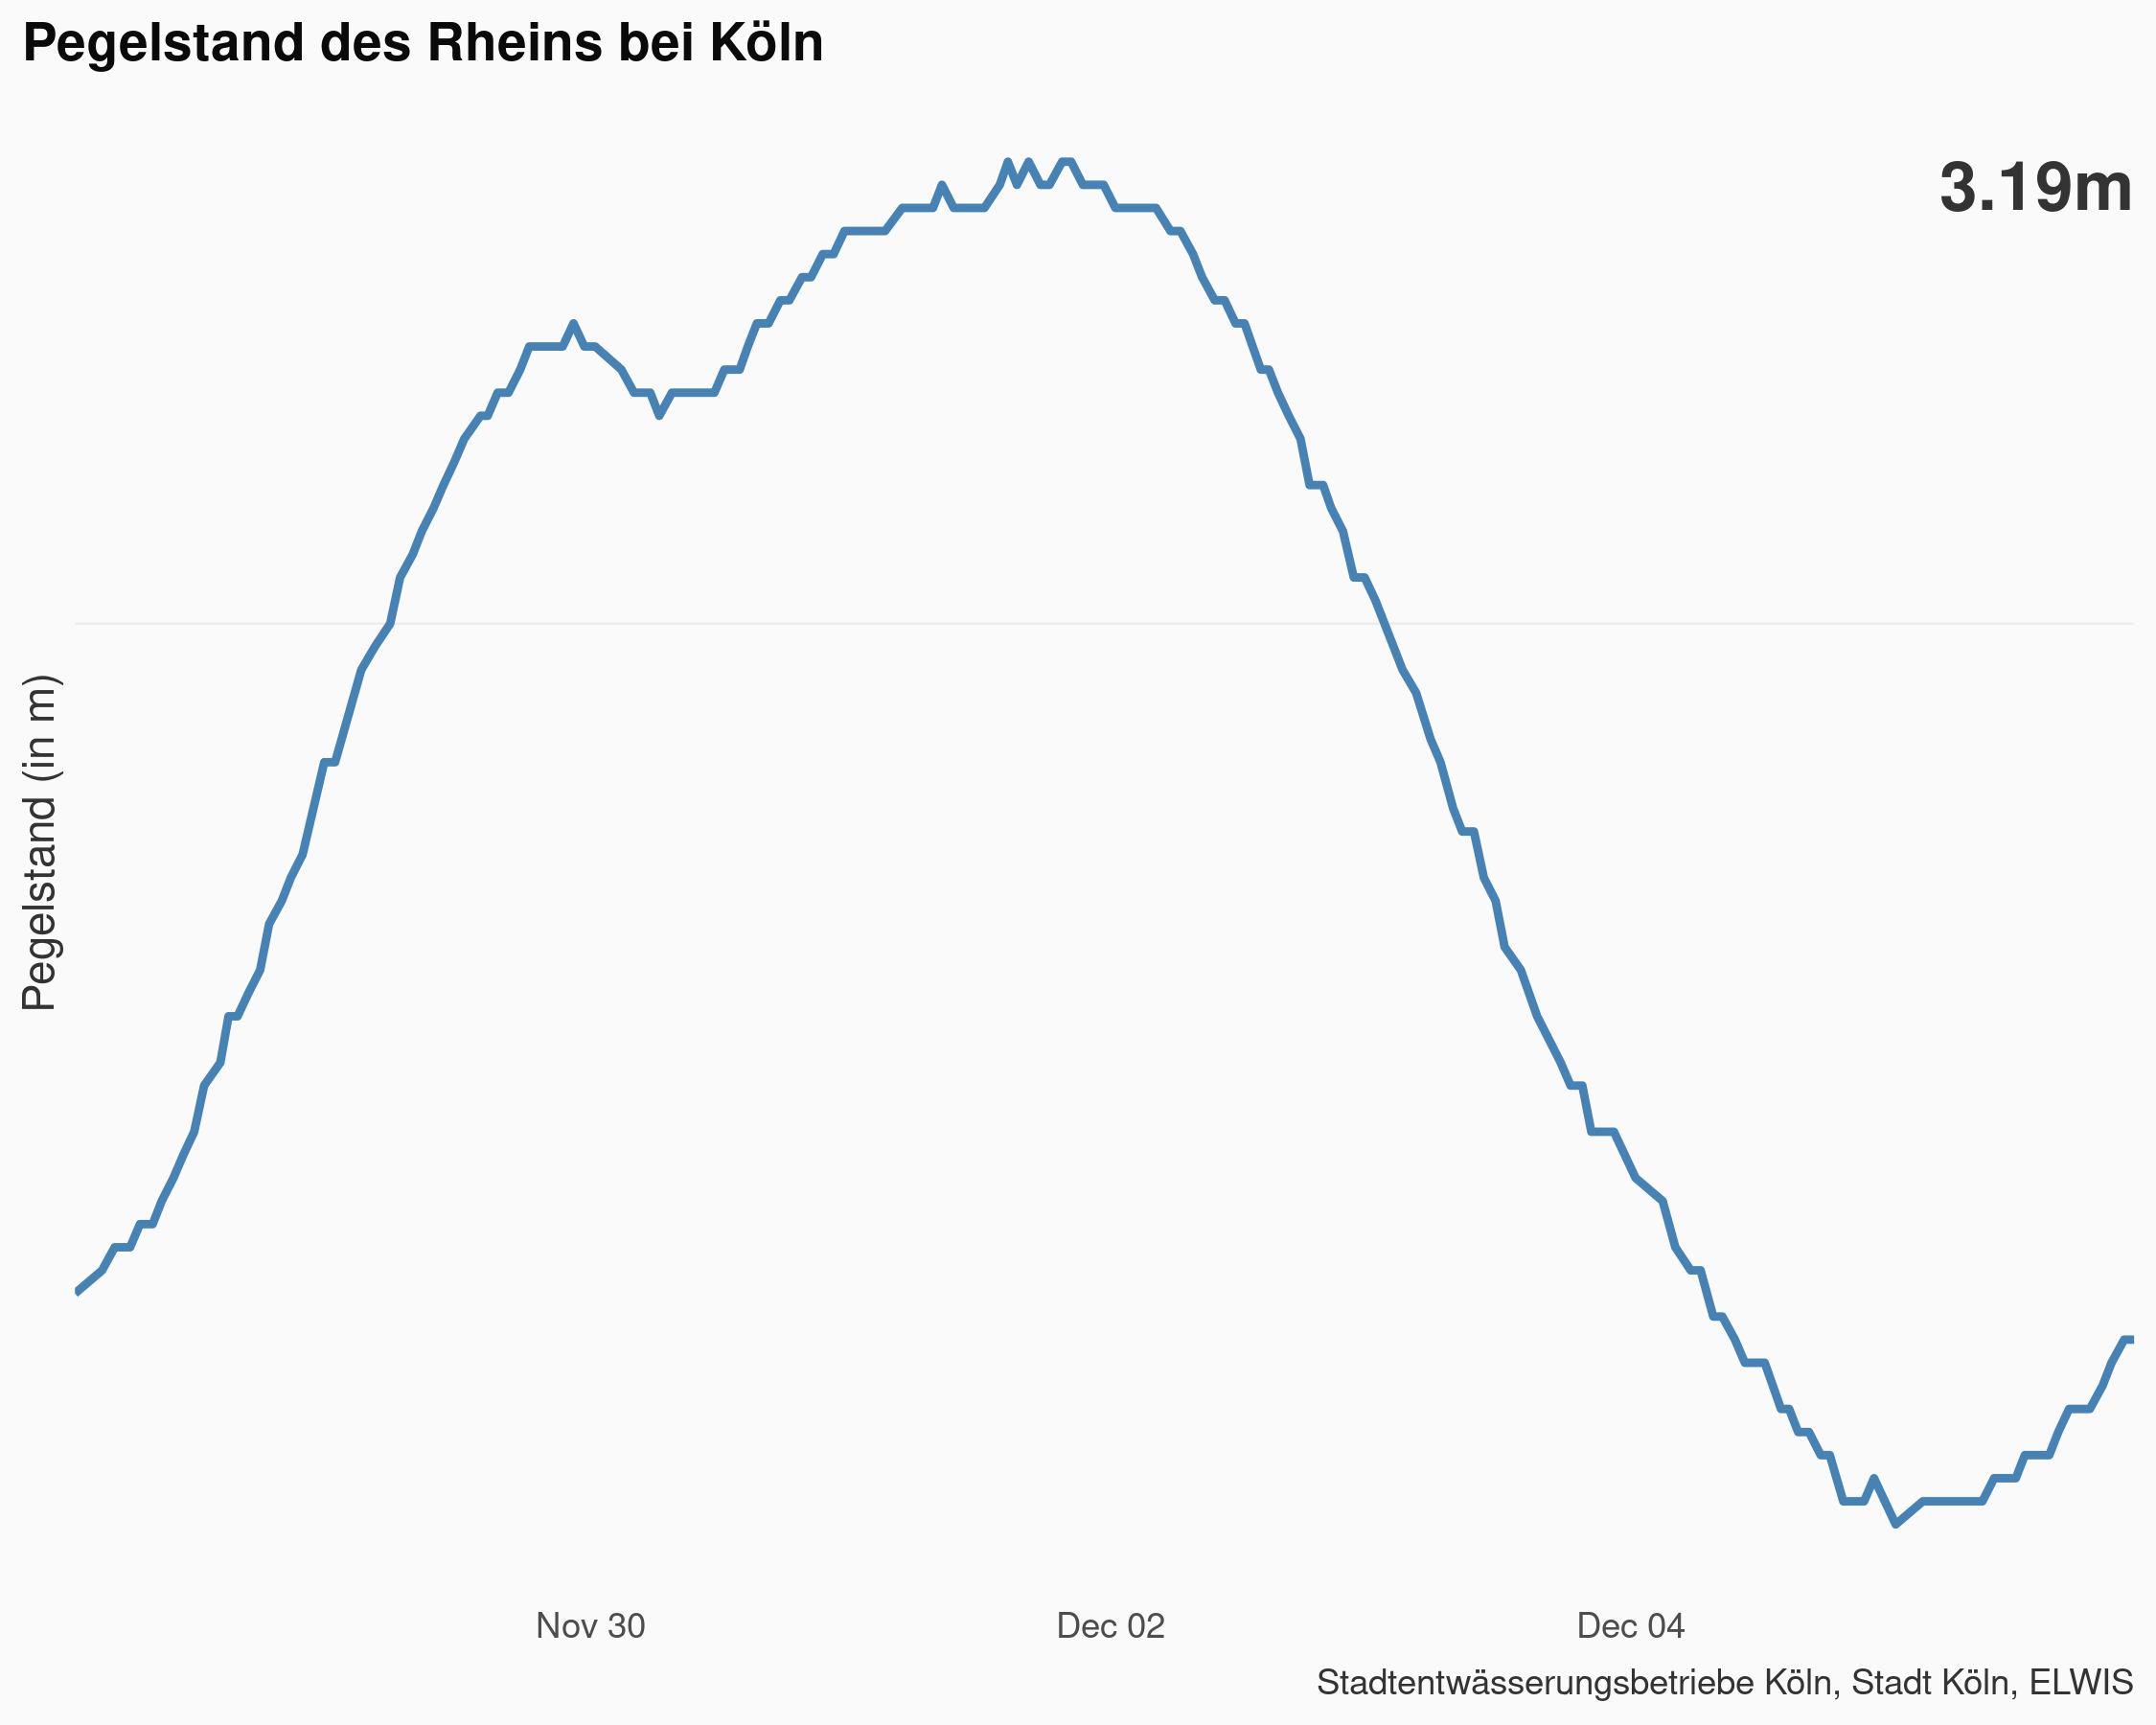 Pegelstand des Rheins bei Köln
3.19m
Pegelstand (in m)
Nov 30
Dec 02
Dec 04
Stadtentwässerungsbetriebe Köln, Stadt Köln, ELWIS